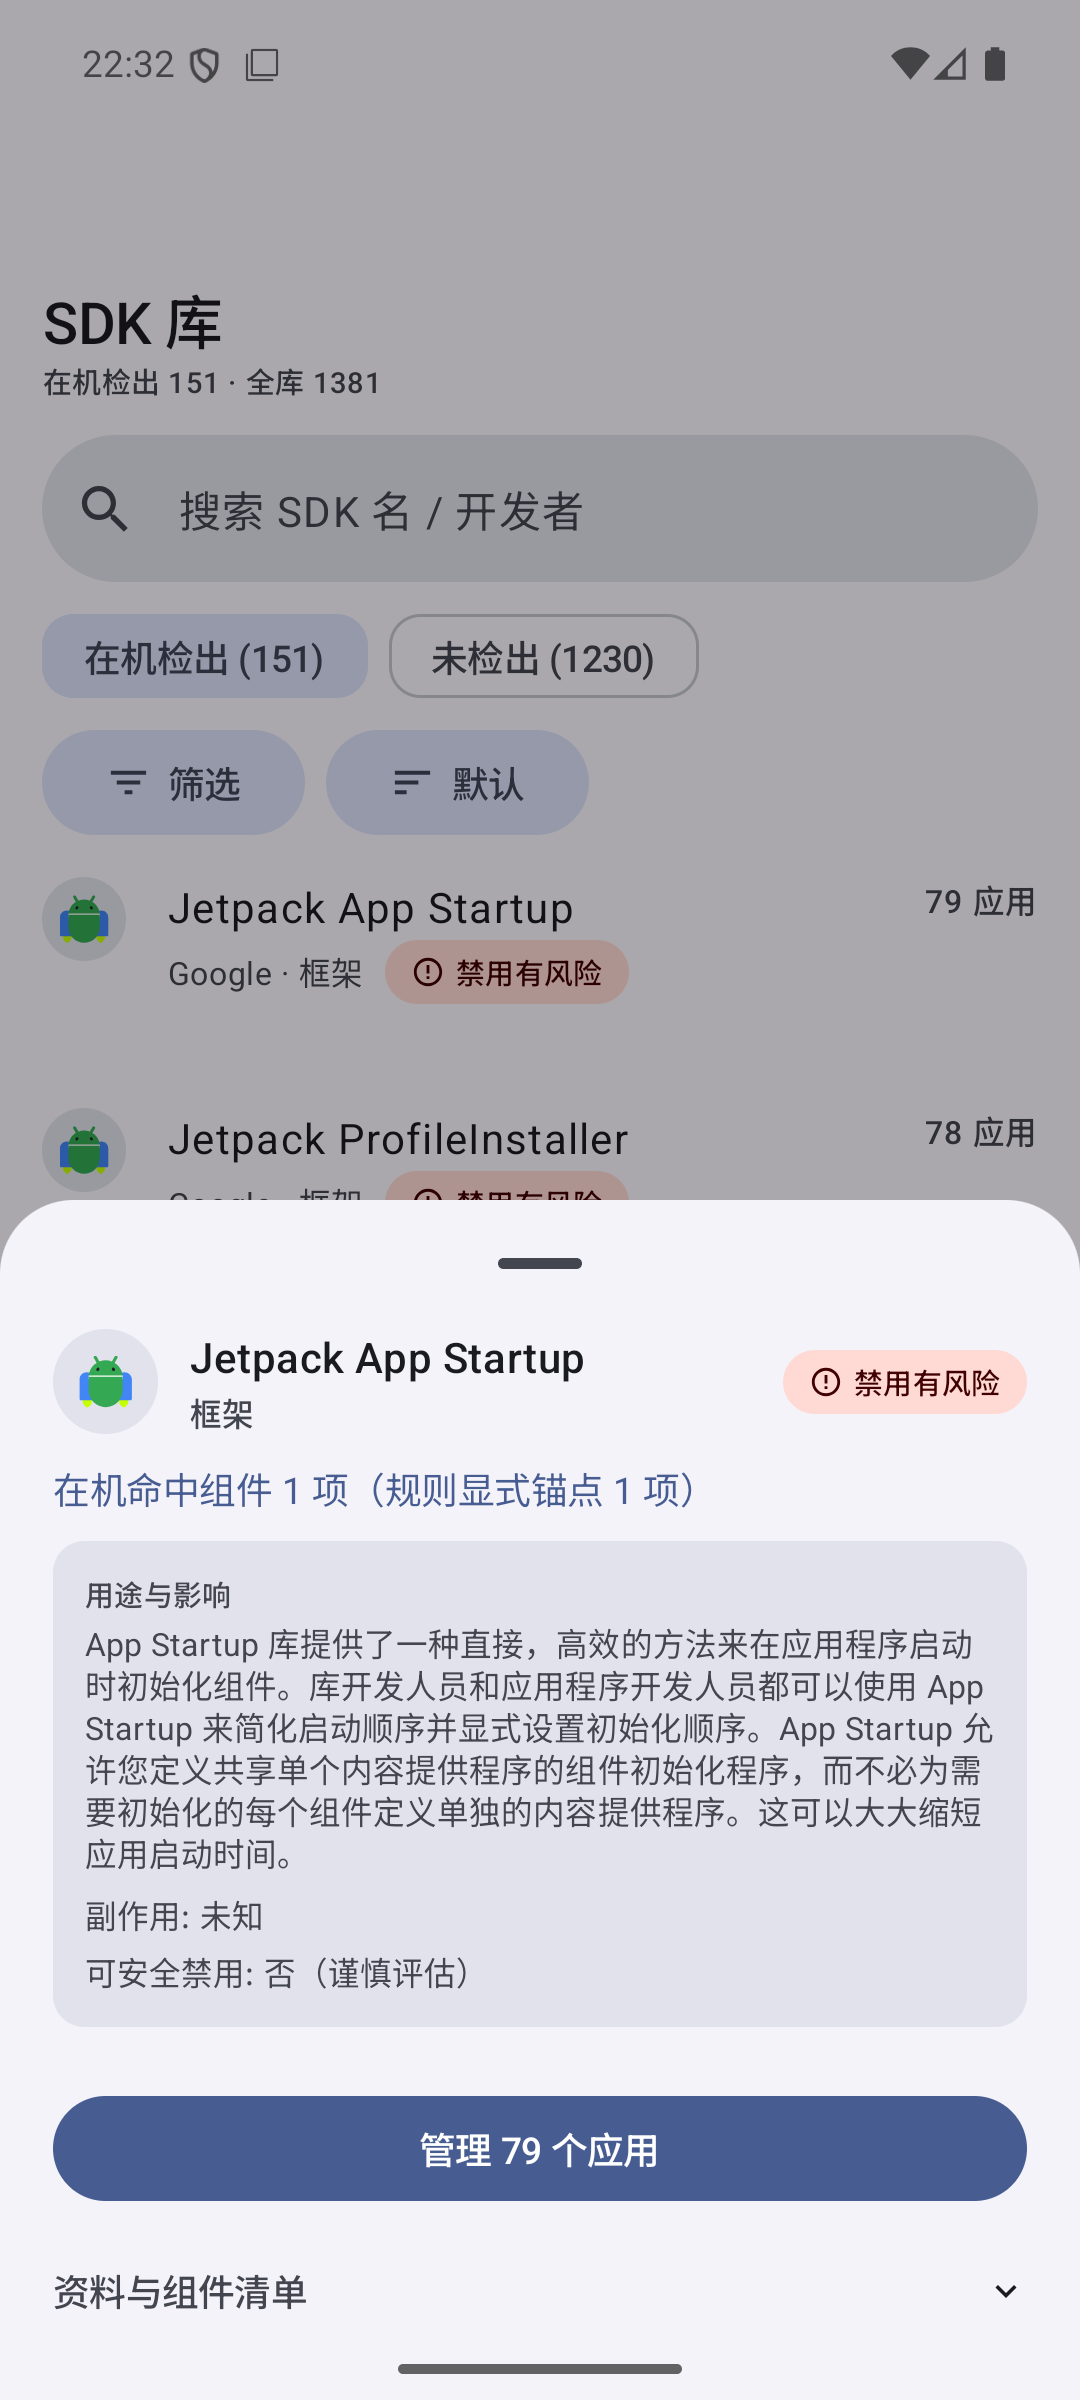 22:32
SDK 库
在机检出 151 · 全库 1381
搜索 SDK 名 / 开发者
在机检出 (151)
未检出 (1230)
筛选
默认
Jetpack App Startup
79 应用
Google · 框架
禁用有风险
Jetpack ProfileInstaller
78 应用
Google · 框架
禁用有风险
Jetpack App Startup
框架
禁用有风险
在机命中组件 1 项（规则显式锚点 1 项）
用途与影响
App Startup 库提供了一种直接，高效的方法来在应用程序启动
时初始化组件。库开发人员和应用程序开发人员都可以使用 App
Startup 来简化启动顺序并显式设置初始化顺序。App Startup 允
许您定义共享单个内容提供程序的组件初始化程序，而不必为需
要初始化的每个组件定义单独的内容提供程序。这可以大大缩短
应用启动时间。
副作用: 未知
可安全禁用: 否（谨慎评估）
管理 79 个应用
资料与组件清单